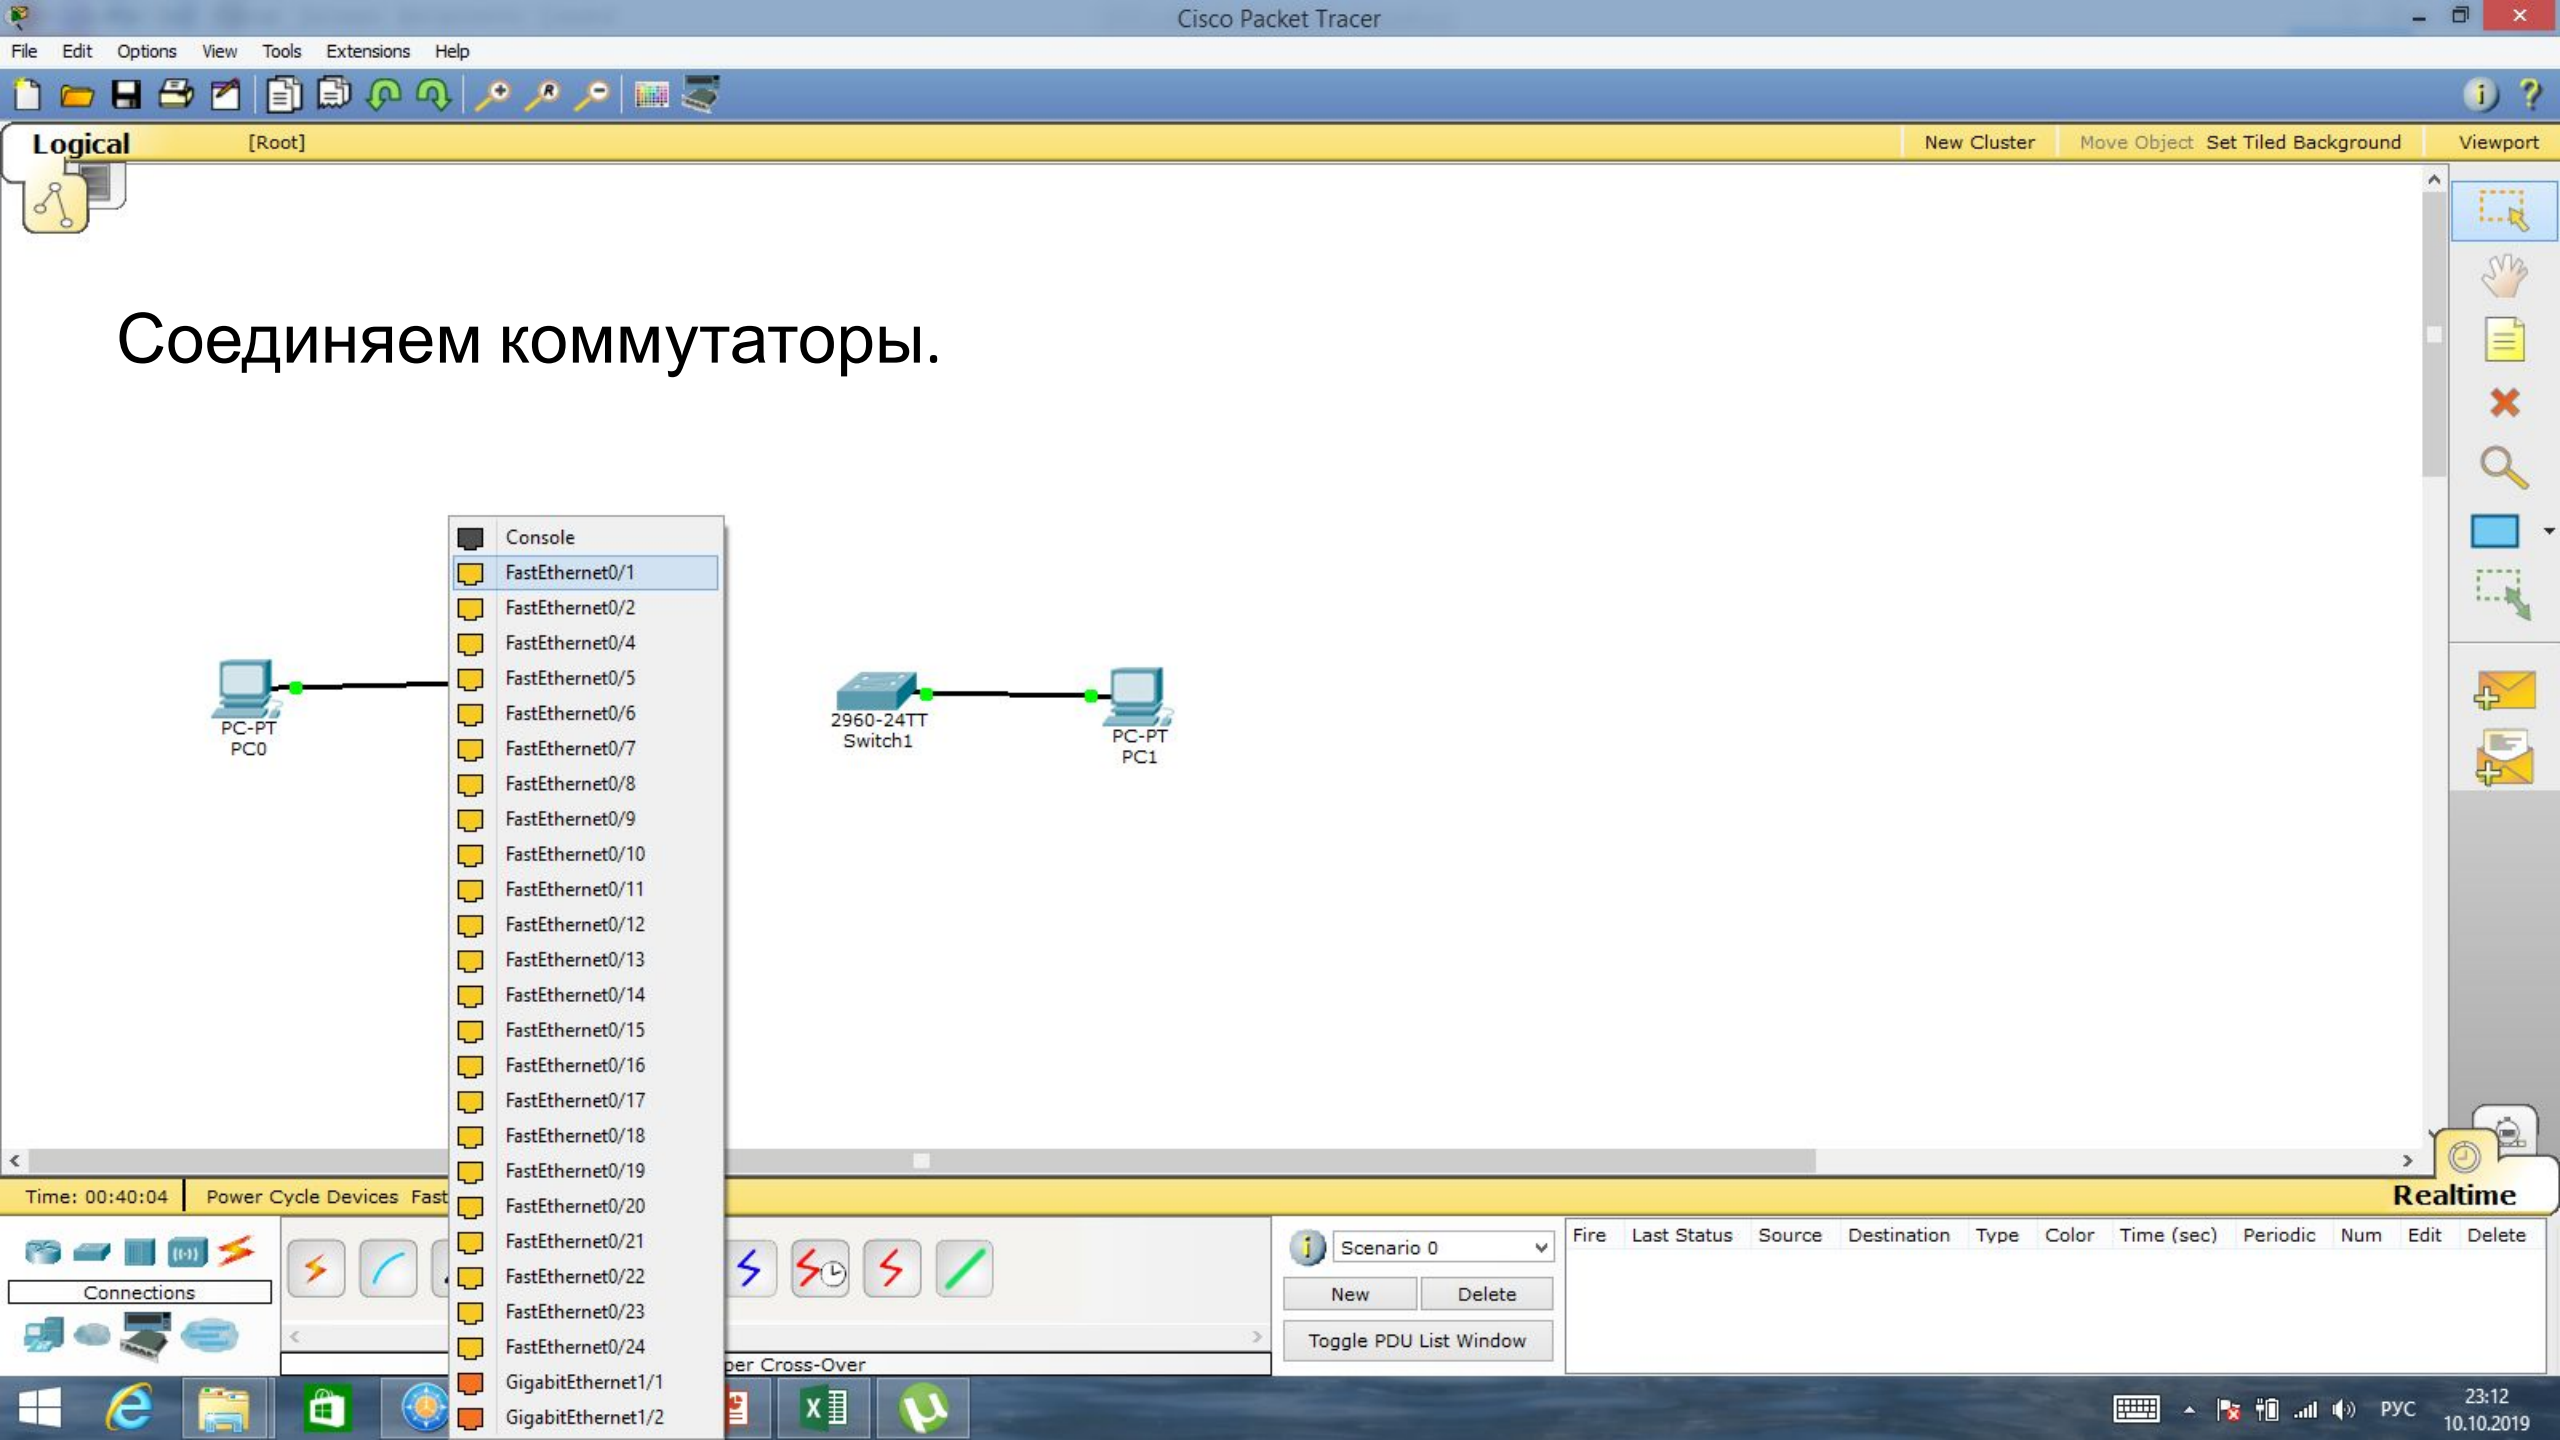 Cisco Packet Tracer
File Edit Options View Tools Extensions Help
Logical [Root] New Cluster Move Object Set Tiled Background Viewport
Соединяем коммутаторы.
Console
FastEthernet0/1
FastEthernet0/2
FastEthernet0/4
FastEthernet0/5
FastEthernet0/6
FastEthernet0/7
FastEthernet0/8
FastEthernet0/9
FastEthernet0/10
FastEthernet0/11
FastEthernet0/12
FastEthernet0/13
FastEthernet0/14
FastEthernet0/15
FastEthernet0/16
FastEthernet0/17
FastEthernet0/18
FastEthernet0/19
FastEthernet0/20
FastEthernet0/21
FastEthernet0/22
FastEthernet0/23
FastEthernet0/24
GigabitEthernet1/1
GigabitEthernet1/2
PC-PT
PC0
2960-24TT
Switch1
PC-PT
PC1
Time: 00:40:04 Power Cycle Devices Fast
Realtime
Connections
per Cross-Over
Scenario 0
New Delete
Toggle PDU List Window
Fire Last Status Source Destination Type Color Time (sec) Periodic Num Edit Delete
РУС
23:12
10.10.2019